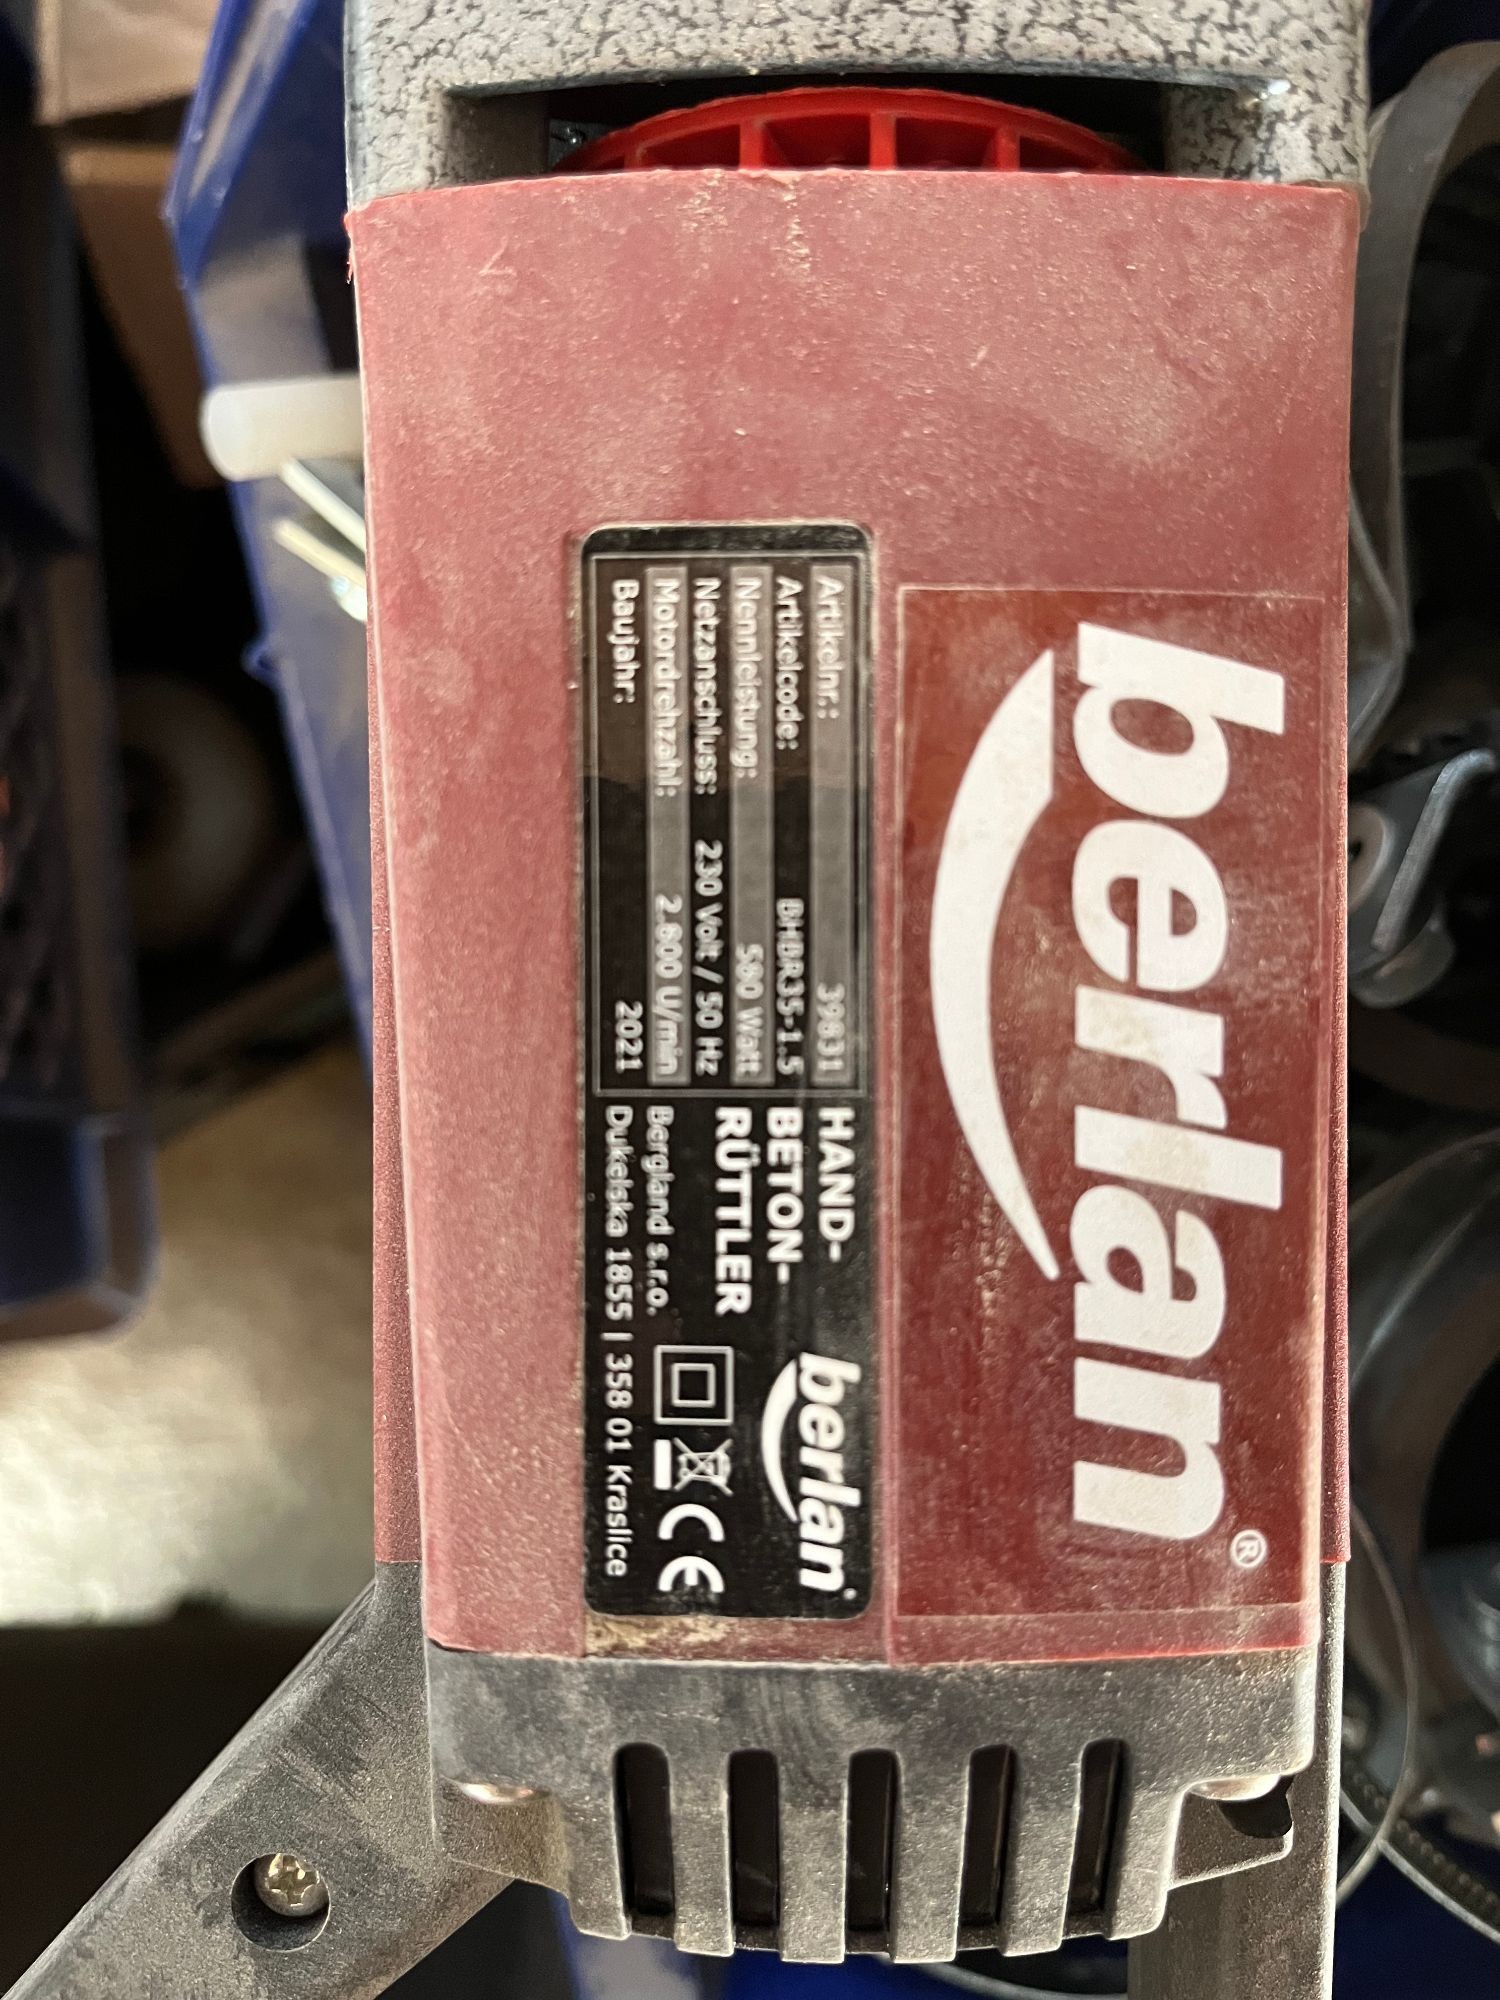 berlan®
Artikelnr.: 39831
Artikelcode: BHBR35-1.5
Nennleistung: 580 Watt
Netzanschluss: 230 Volt / 50 Hz
Motordrehzahl: 2.800 U/min
Baujahr: 2021
HAND-
BETON-
RÜTTLER
berlan®
Bergland s.r.o.
Dukelska 1855 | 358 01 Kraslice
CE